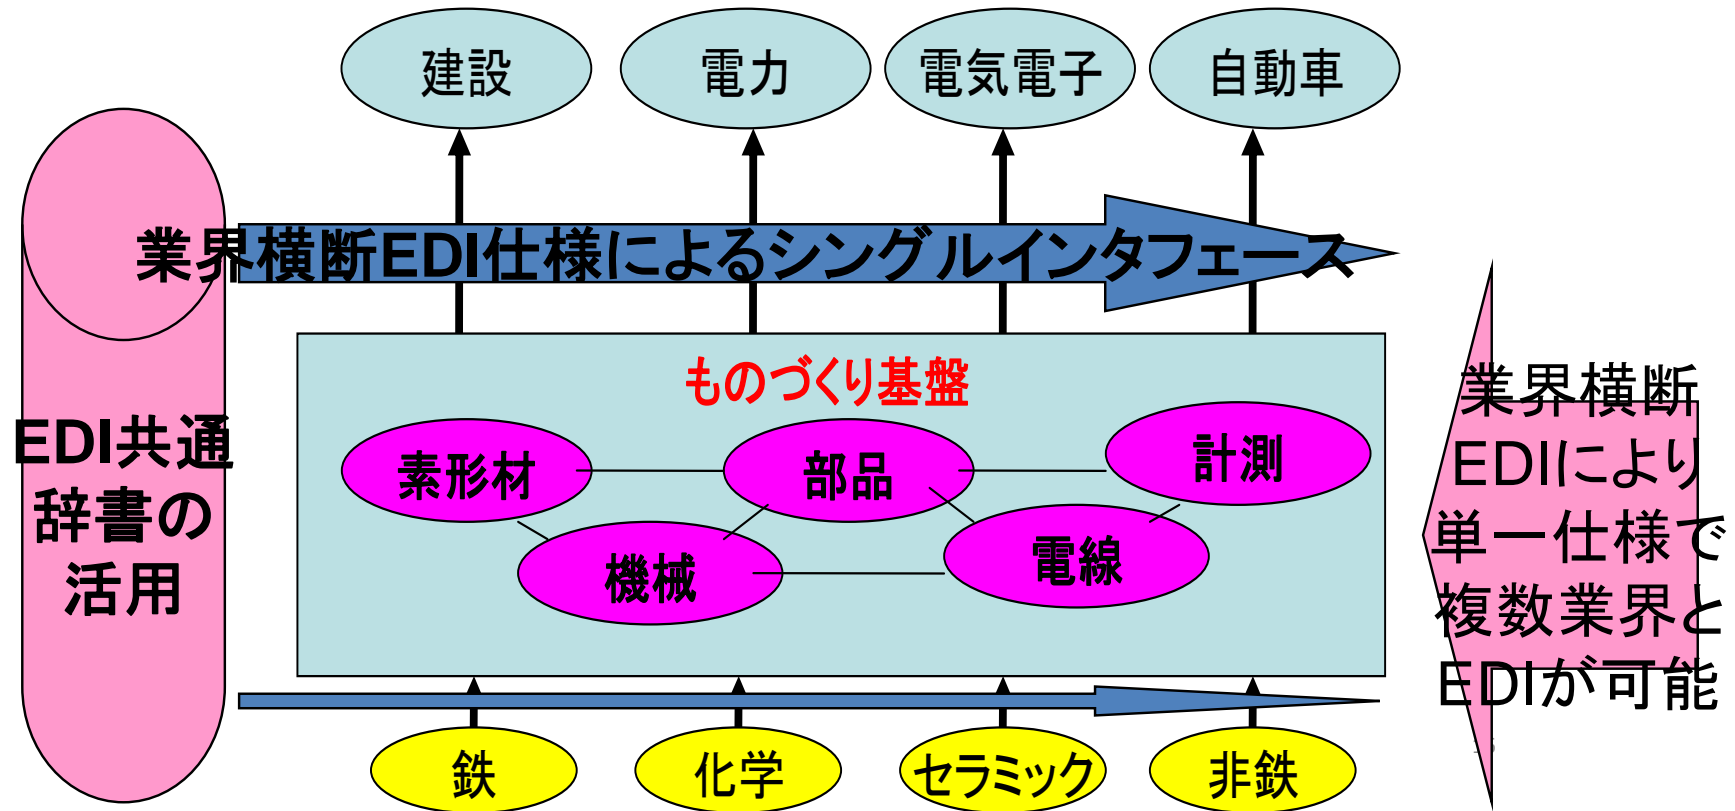 建設
電力
電気電子
自動車
業界横断EDI仕様によるシングルインタフェース
ものづくり基盤
素形材
部品
計測
機械
電線
EDI共通
辞書の
活用
業界横断
EDIにより
単一仕様で
複数業界と
EDIが可能
鉄
化学
セラミック
非鉄